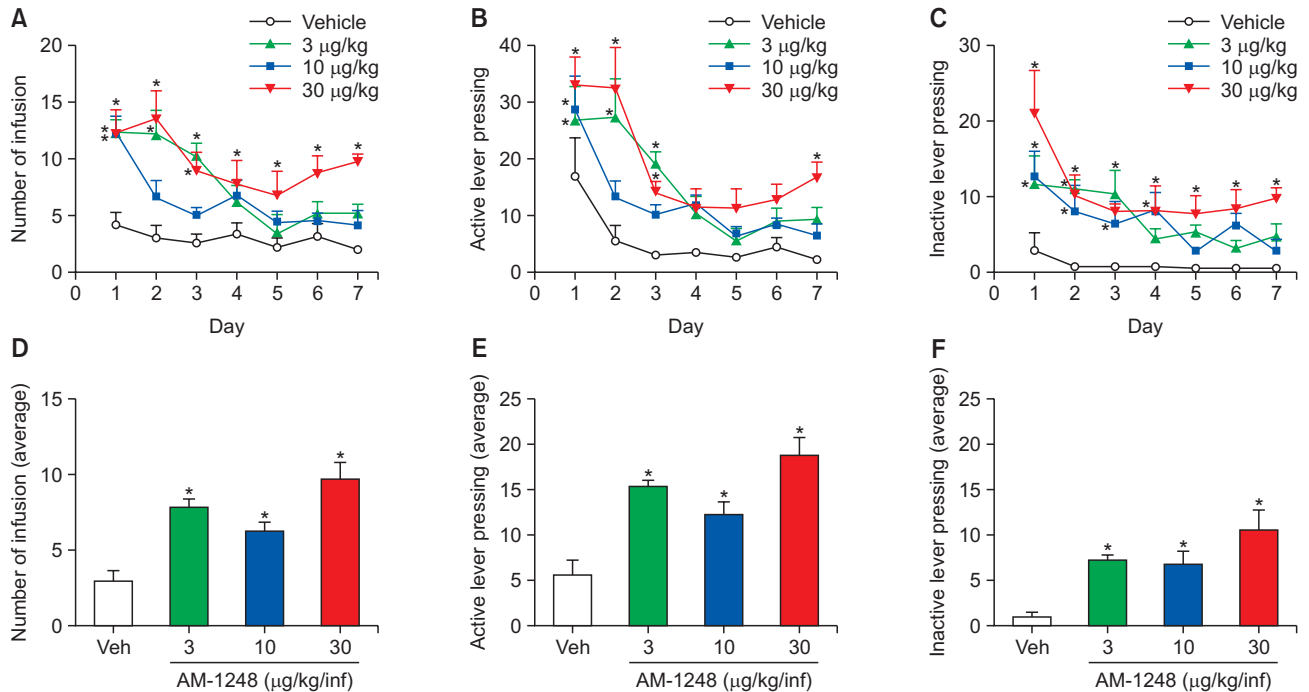 A
Vehicle
3 μg/kg
10 μg/kg
30 μg/kg
Number of infusion
20
15
10
5
0
0 1 2 3 4 5 6 7
Day
B
Vehicle
3 μg/kg
10 μg/kg
30 μg/kg
Active lever pressing
40
30
20
10
0
0 1 2 3 4 5 6 7
Day
C
Vehicle
3 μg/kg
10 μg/kg
30 μg/kg
Inactive lever pressing
30
20
10
0
0 1 2 3 4 5 6 7
Day
D
Number of infusion (average)
15
10
5
0
* * *
Veh 3 10 30
AM-1248 (μg/kg/inf)
E
Active lever pressing (average)
25
20
15
10
5
0
* * *
Veh 3 10 30
AM-1248 (μg/kg/inf)
F
Inactive lever pressing (average)
25
20
15
10
5
0
* * *
Veh 3 10 30
AM-1248 (μg/kg/inf)